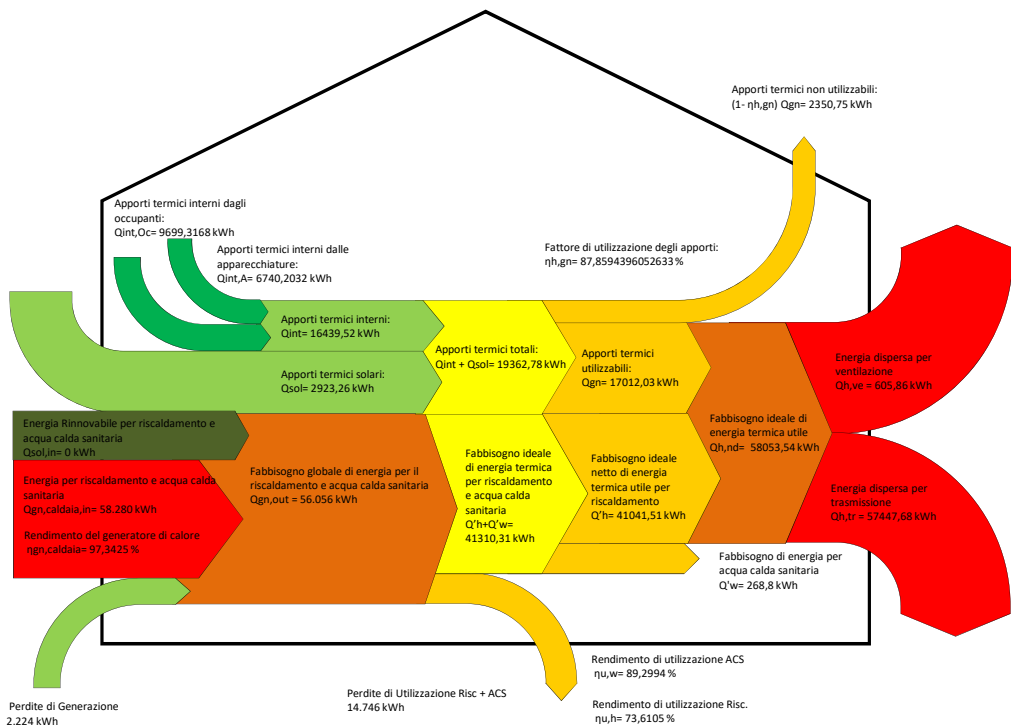 Apporti termici non utilizzabili:
(1- ηh,gn) Qgn= 2350,75 kWh
Apporti termici interni dagli
occupanti:
Qint,Oc= 9699,3168 kWh
Apporti termici interni dalle
apparecchiature:
Qint,A= 6740,2032 kWh
Fattore di utilizzazione degli apporti:
ηh,gn= 87,8594396052633 %
Apporti termici interni:
Qint= 16439,52 kWh
Apporti termici totali:
Qint + Qsol= 19362,78 kWh
Apporti termici
utilizzabili:
Qgn= 17012,03 kWh
Energia dispersa per
ventilazione
Qh,ve = 605,86 kWh
Apporti termici solari:
Qsol= 2923,26 kWh
Energia Rinnovabile per riscaldamento e
acqua calda sanitaria
Qsol,in= 0 kWh
Fabbisogno ideale di
energia termica utile
Qh,nd=  58053,54 kWh
Energia per riscaldamento e acqua calda
sanitaria
Qgn,caldaia,in= 58.280 kWh
Rendimento del generatore di calore
ηgn,caldaia= 97,3425 %
Fabbisogno globale di energia per il
riscaldamento e acqua calda sanitaria
Qgn,out = 56.056 kWh
Fabbisogno ideale
di energia termica
per riscaldamento
e acqua calda
sanitaria
Q’h+Q’w=
41310,31 kWh
Fabbisogno ideale
netto di energia
termica utile per
riscaldamento
Q’h= 41041,51 kWh
Energia dispersa per
trasmissione
Qh,tr = 57447,68 kWh
Fabbisogno di energia per
acqua calda sanitaria
Q'w= 268,8 kWh
Perdite di Generazione
2.224 kWh
Perdite di Utilizzazione Risc + ACS
14.746 kWh
Rendimento di utilizzazione ACS
ηu,w= 89,2994 %
Rendimento di utilizzazione Risc.
ηu,h= 73,6105 %